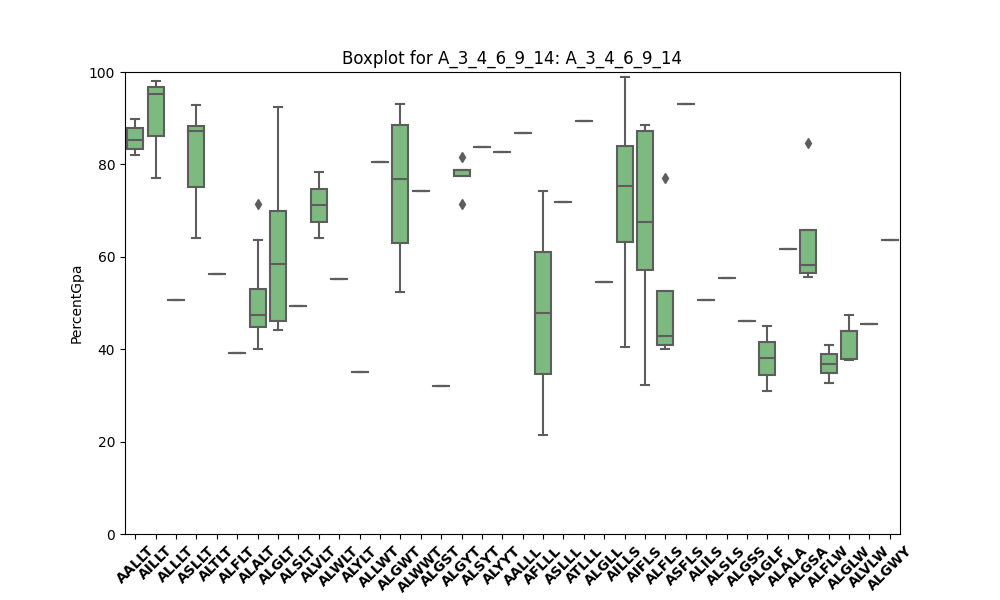 Boxplot for A_3_4_6_9_14: A_3_4_6_9_14
100
80
60
40
20
0
PercentGpa
AALLT
AILLT
ALLLT
ASLLT
ALTLT
ALFLT
ALALT
ALGLT
ALSLT
ALVLT
ALWLT
ALYLT
ALLWT
ALGWT
ALWWT
ALGST
ALGYT
ALSYT
ALYYT
AALLL
AFLLL
ASLLL
ATLLL
ALGLL
AILLS
AIFLS
ALFLS
ASFLS
ALILS
ALSLS
ALGSS
ALGLF
ALALA
ALGSA
ALFLW
ALGLW
ALVLW
ALGWY